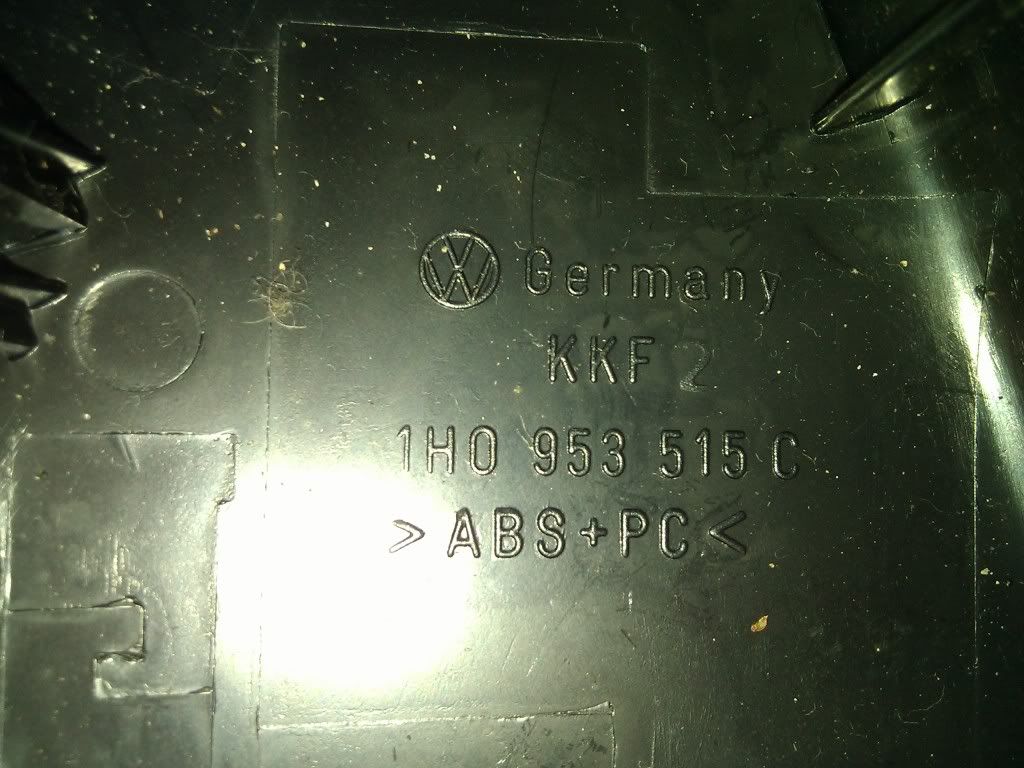 Germany
KKF 2
1H0 953 515 C
>ABS+PC<